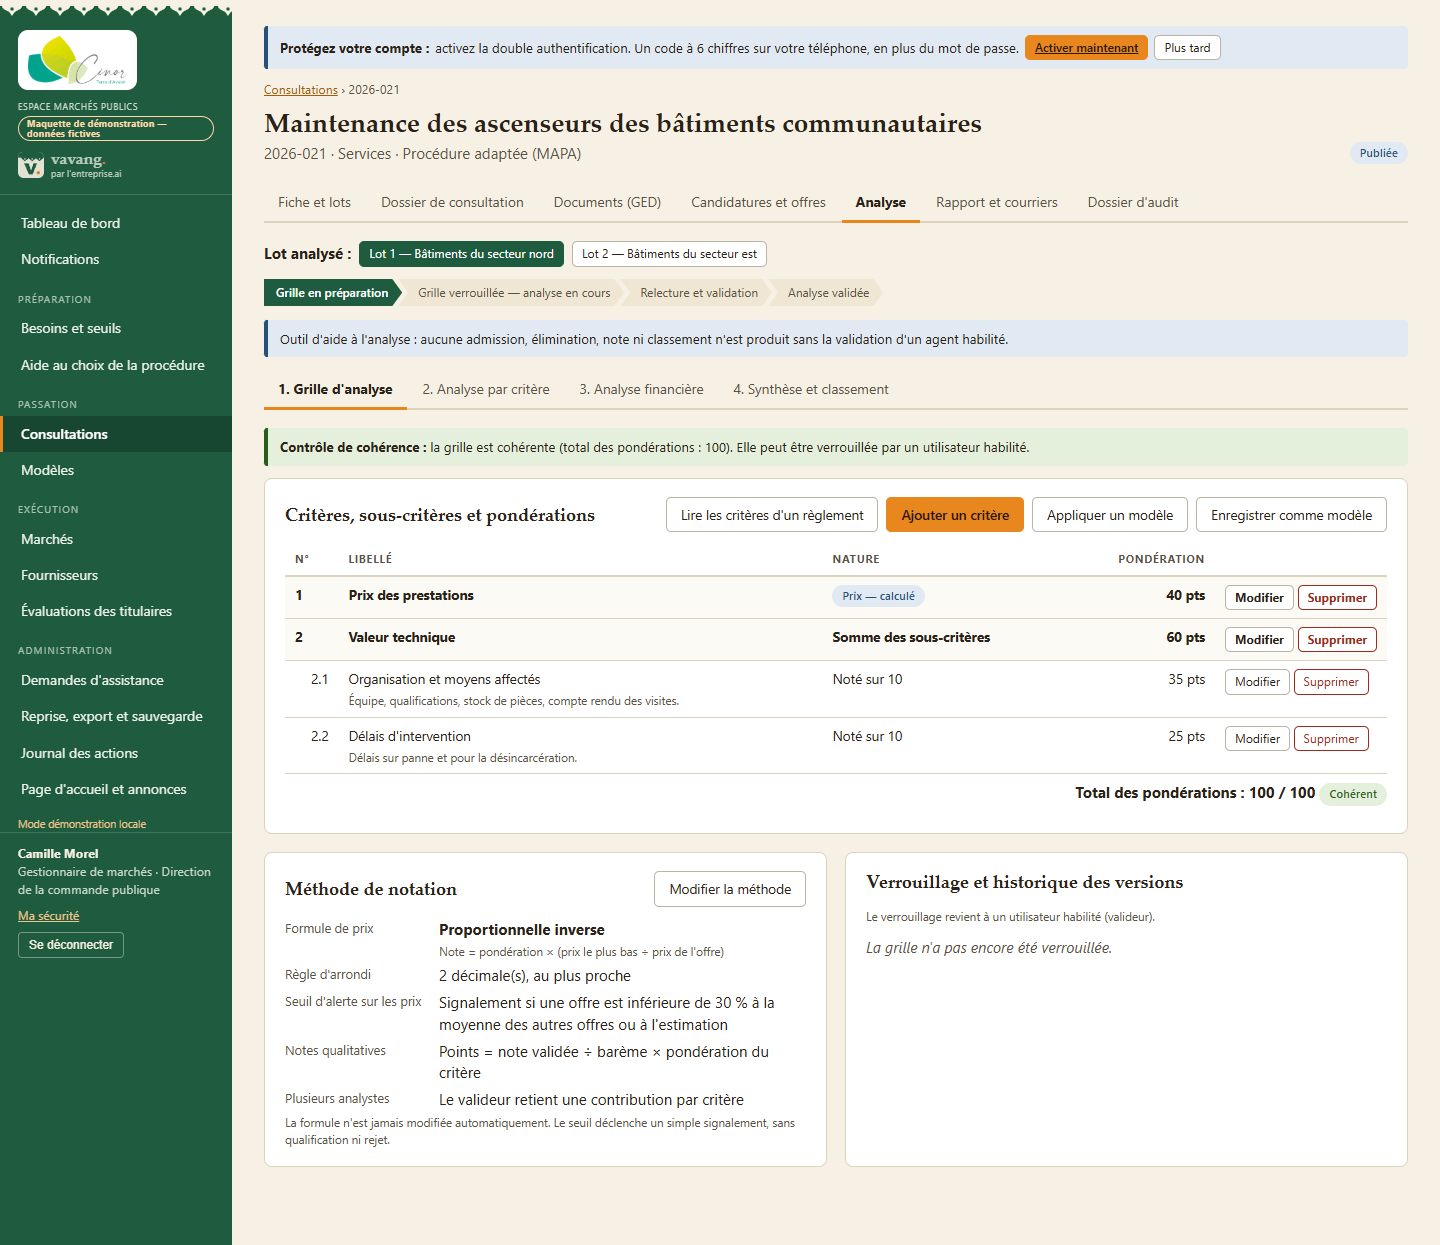 Cinor
Terre d'Avenir
ESPACE MARCHÉS PUBLICS
Maquette de démonstration —
données fictives
vavang.
par l'entreprise.ai
Tableau de bord
Notifications
PRÉPARATION
Besoins et seuils
Aide au choix de la procédure
PASSATION
Consultations
Modèles
EXÉCUTION
Marchés
Fournisseurs
Évaluations des titulaires
ADMINISTRATION
Demandes d'assistance
Reprise, export et sauvegarde
Journal des actions
Page d'accueil et annonces
Mode démonstration locale
Camille Morel
Gestionnaire de marchés · Direction
de la commande publique
Ma sécurité
Se déconnecter
Protégez votre compte : activez la double authentification. Un code à 6 chiffres sur votre téléphone, en plus du mot de passe. Activer maintenant Plus tard
Consultations › 2026-021
Maintenance des ascenseurs des bâtiments communautaires
2026-021 · Services · Procédure adaptée (MAPA)
Publiée
Fiche et lots Dossier de consultation Documents (GED) Candidatures et offres Analyse Rapport et courriers Dossier d'audit
Lot analysé : Lot 1 — Bâtiments du secteur nord Lot 2 — Bâtiments du secteur est
Grille en préparation Grille verrouillée — analyse en cours Relecture et validation Analyse validée
Outil d'aide à l'analyse : aucune admission, élimination, note ni classement n'est produit sans la validation d'un agent habilité.
1. Grille d'analyse 2. Analyse par critère 3. Analyse financière 4. Synthèse et classement
Contrôle de cohérence : la grille est cohérente (total des pondérations : 100). Elle peut être verrouillée par un utilisateur habilité.
Critères, sous-critères et pondérations Lire les critères d'un règlement Ajouter un critère Appliquer un modèle Enregistrer comme modèle
N° LIBELLÉ NATURE PONDÉRATION
1 Prix des prestations Prix — calculé 40 pts Modifier Supprimer
2 Valeur technique Somme des sous-critères 60 pts Modifier Supprimer
2.1 Organisation et moyens affectés Noté sur 10 35 pts Modifier Supprimer
Équipe, qualifications, stock de pièces, compte rendu des visites.
2.2 Délais d'intervention Noté sur 10 25 pts Modifier Supprimer
Délais sur panne et pour la désincarcération.
Total des pondérations : 100 / 100 Cohérent
Méthode de notation Modifier la méthode
Formule de prix Proportionnelle inverse
Note = pondération × (prix le plus bas ÷ prix de l'offre)
Règle d'arrondi 2 décimale(s), au plus proche
Seuil d'alerte sur les prix Signalement si une offre est inférieure de 30 % à la
moyenne des autres offres ou à l'estimation
Notes qualitatives Points = note validée ÷ barème × pondération du
critère
Plusieurs analystes Le valideur retient une contribution par critère
La formule n'est jamais modifiée automatiquement. Le seuil déclenche un simple signalement, sans
qualification ni rejet.
Verrouillage et historique des versions
Le verrouillage revient à un utilisateur habilité (valideur).
La grille n'a pas encore été verrouillée.